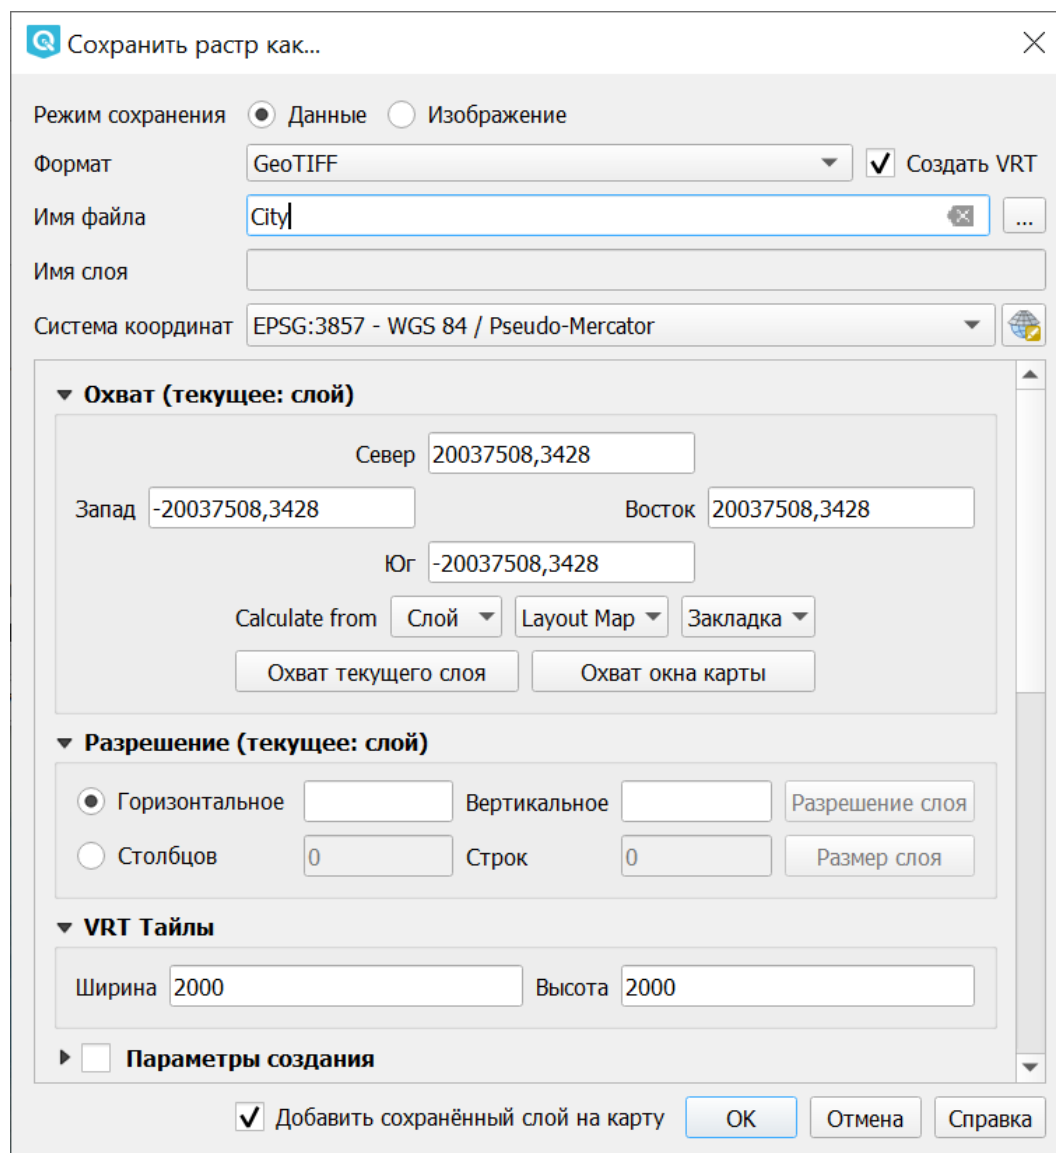 Сохранить растр как...
Режим сохранения Данные Изображение
Формат GeoTIFF Создать VRT
Имя файла City ...
Имя слоя
Система координат EPSG:3857 - WGS 84 / Pseudo-Mercator
Охват (текущее: слой)
Север 20037508,3428
Запад -20037508,3428 Восток 20037508,3428
Юг -20037508,3428
Calculate from Слой Layout Map Закладка
Охват текущего слоя Охват окна карты
Разрешение (текущее: слой)
Горизонтальное Вертикальное Разрешение слоя
Столбцов 0 Строк 0 Размер слоя
VRT Тайлы
Ширина 2000 Высота 2000
Параметры создания
Добавить сохранённый слой на карту OK Отмена Справка